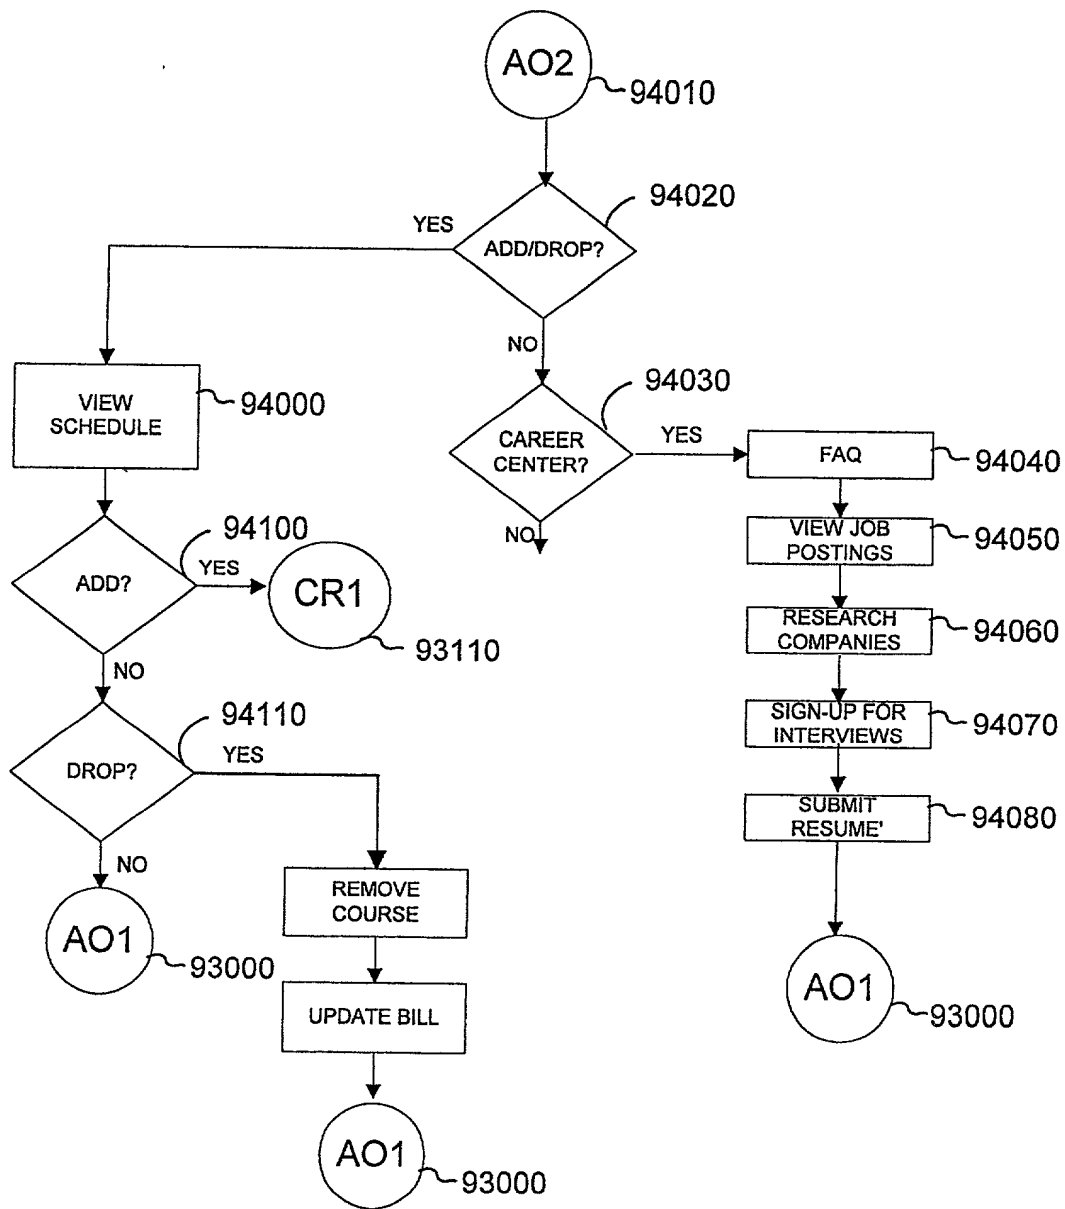 AO2
94010
94020
YES
ADD/DROP?
NO
94030
VIEW
SCHEDULE
94000
CAREER
CENTER?
YES
FAQ
94040
NO
VIEW JOB
POSTINGS
94050
94100
ADD?
YES
CR1
93110
RESEARCH
COMPANIES
94060
NO
94110
DROP?
YES
SIGN-UP FOR
INTERVIEWS
94070
SUBMIT
RESUME'
94080
NO
REMOVE
COURSE
AO1
93000
UPDATE BILL
AO1
93000
AO1
93000